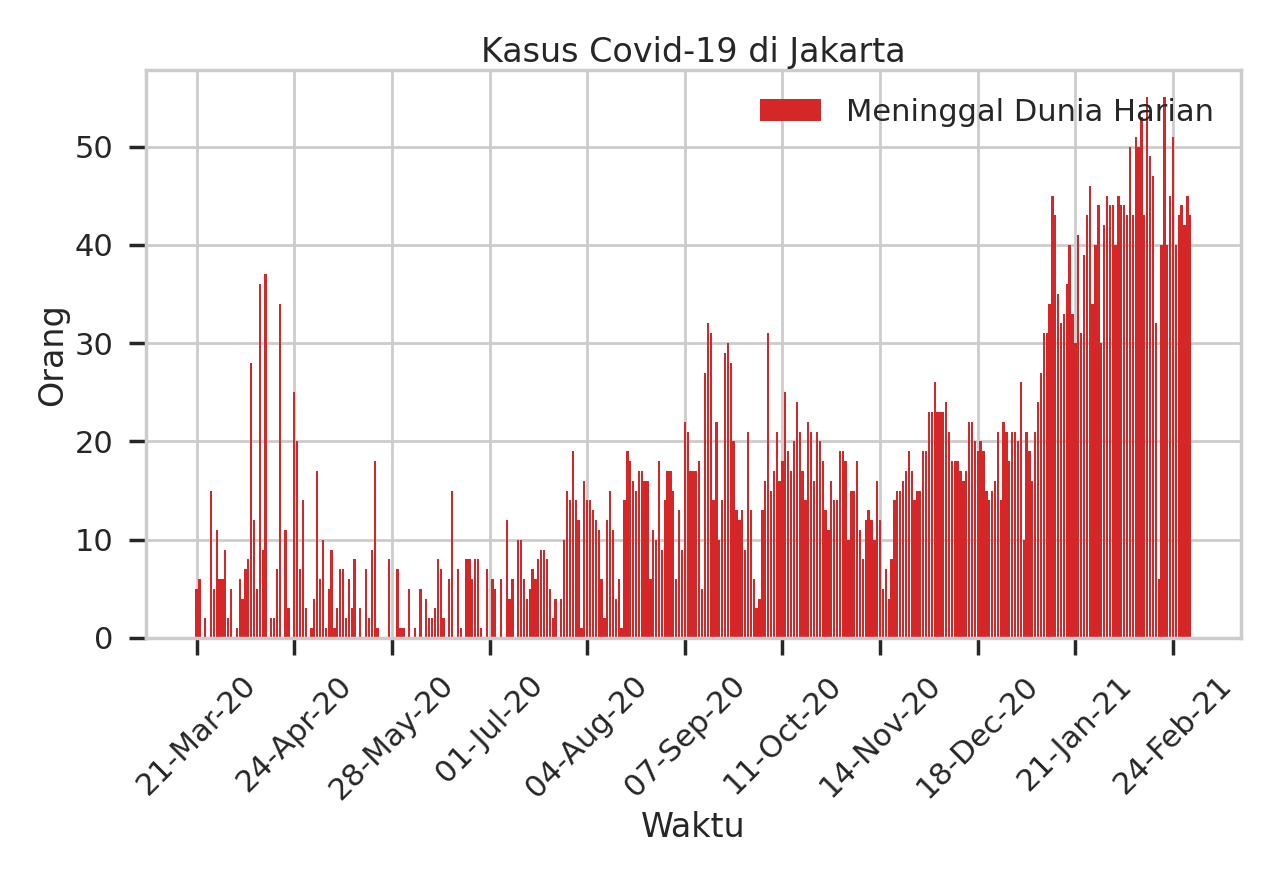 Kasus Covid-19 di Jakarta
Meninggal Dunia Harian
Orang
50
40
30
20
10
0
21-Mar-20
24-Apr-20
28-May-20
01-Jul-20
04-Aug-20
07-Sep-20
11-Oct-20
14-Nov-20
18-Dec-20
21-Jan-21
24-Feb-21
Waktu